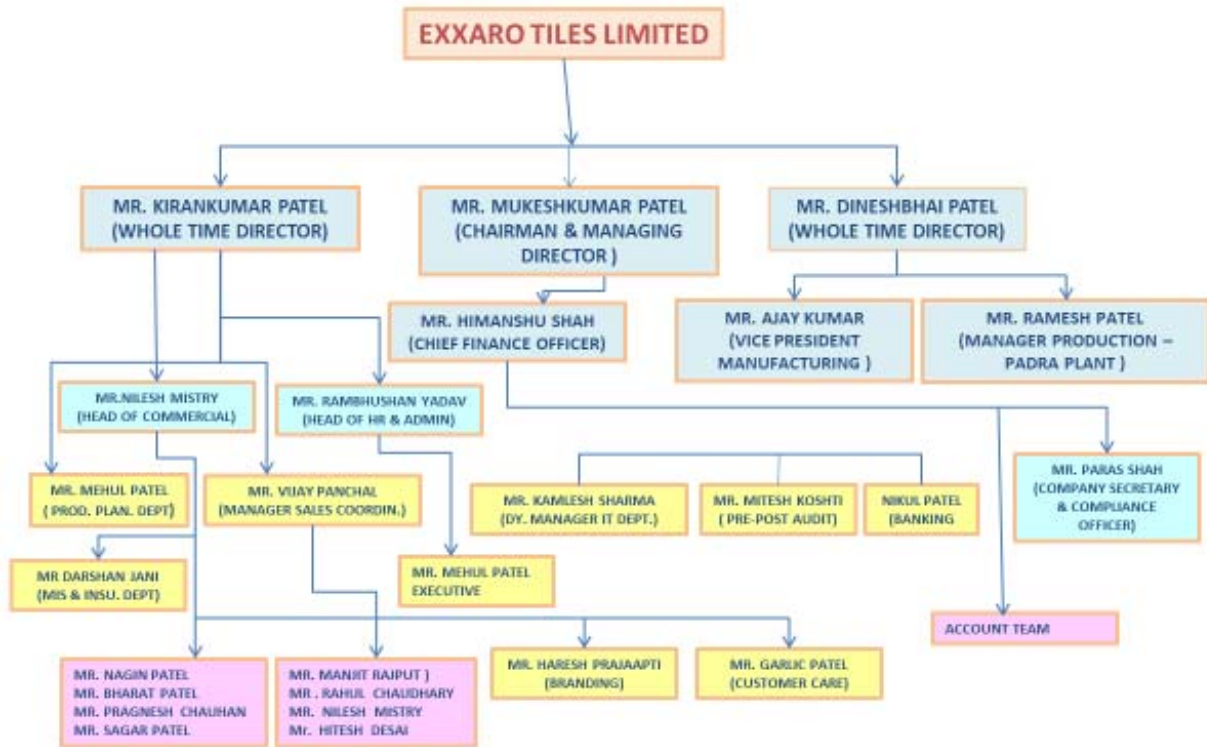 EXXARO TILES LIMITED
MR. KIRANKUMAR PATEL
(WHOLE TIME DIRECTOR)
MR. MUKESHKUMAR PATEL
(CHAIRMAN & MANAGING
DIRECTOR )
MR. DINESHBHAI PATEL
(WHOLE TIME DIRECTOR)
MR. HIMANSHU SHAH
(CHIEF FINANCE OFFICER)
MR. AJAY KUMAR
(VICE PRESIDENT
MANUFACTURING )
MR. RAMESH PATEL
(MANAGER PRODUCTION –
PADRA PLANT )
MR.NILESH MISTRY
(HEAD OF COMMERCIAL)
MR. RAMBHUSHAN YADAV
(HEAD OF HR & ADMIN)
MR. MEHUL PATEL
( PROD. PLAN. DEPT)
MR. VIJAY PANCHAL
(MANAGER SALES COORDIN.)
MR. KAMLESH SHARMA
(DY. MANAGER IT DEPT.)
MR. MITESH KOSHTI
( PRE-POST AUDIT)
NIKUL PATEL
(BANKING
MR. PARAS SHAH
(COMPANY SECRETARY
& COMPLIANCE
OFFICER)
MR DARSHAN JANI
(MIS & INSU. DEPT)
MR. MEHUL PATEL
EXECUTIVE
ACCOUNT TEAM
MR. NAGIN PATEL
MR. BHARAT PATEL
MR. PRAGNESH CHAUHAN
MR. SAGAR PATEL
MR. MANJIT RAJPUT )
MR . RAHUL CHAUDHARY
MR. NILESH MISTRY
Mr. HITESH DESAI
MR. HARESH PRAJAAPTI
(BRANDING)
MR. GARLIC PATEL
(CUSTOMER CARE)